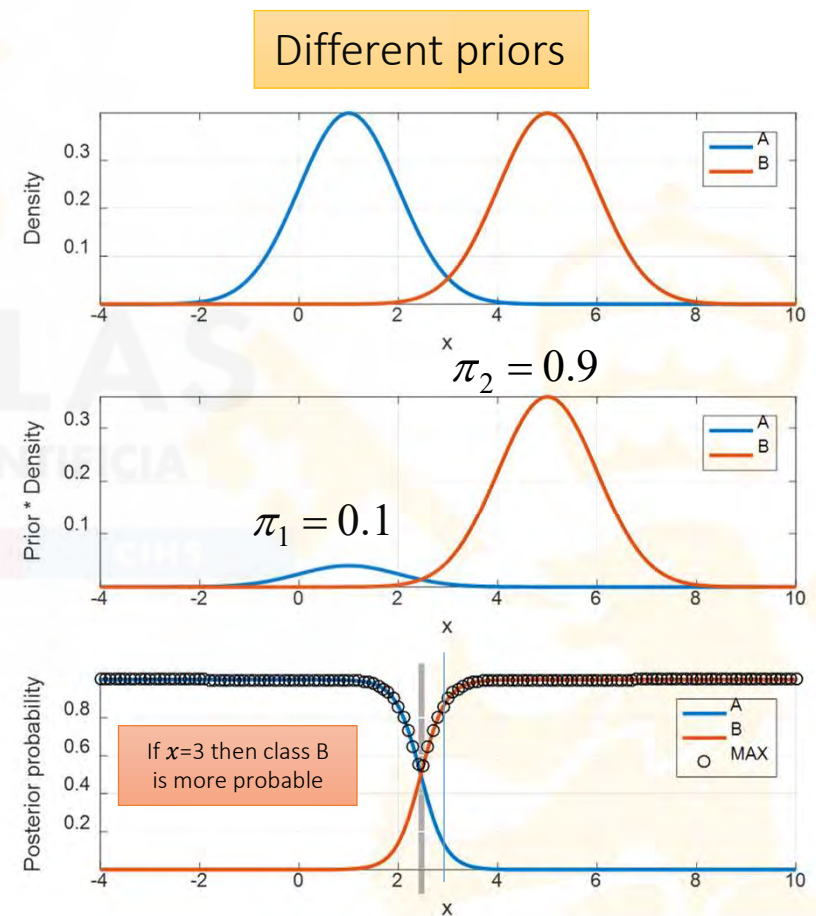 Different priors
Density
0.3
0.2
0.1
A
B
-4 -2 0 2 4 6 8 10
x
π₂ = 0.9
Prior * Density
0.3
0.2
0.1
A
B
π₁ = 0.1
-4 -2 0 2 4 6 8 10
x
Posterior probability
0.8
0.6
0.4
0.2
A
B
MAX
If x=3 then class B
is more probable
-4 -2 0 2 4 6 8 10
x
LAS
NTIFICIA
CIHS